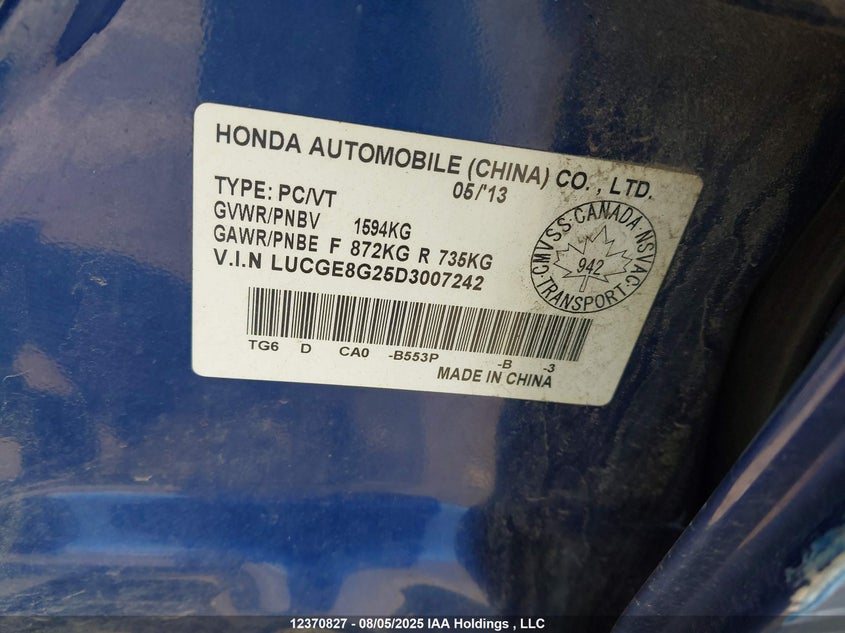 HONDA AUTOMOBILE (CHINA) CO., LTD.
05/'13
TYPE: PC/VT
GVWR/PNBV 1594KG
GAWR/PNBE F 872KG R 735KG
V.I.N LUCGE8G25D3007242
CMVSS·CANADA·NSVAC·
942
TRANSPORT
TG6 D CA0 -B553P -B -3
MADE IN CHINA
12370827 - 08/05/2025 IAA Holdings , LLC